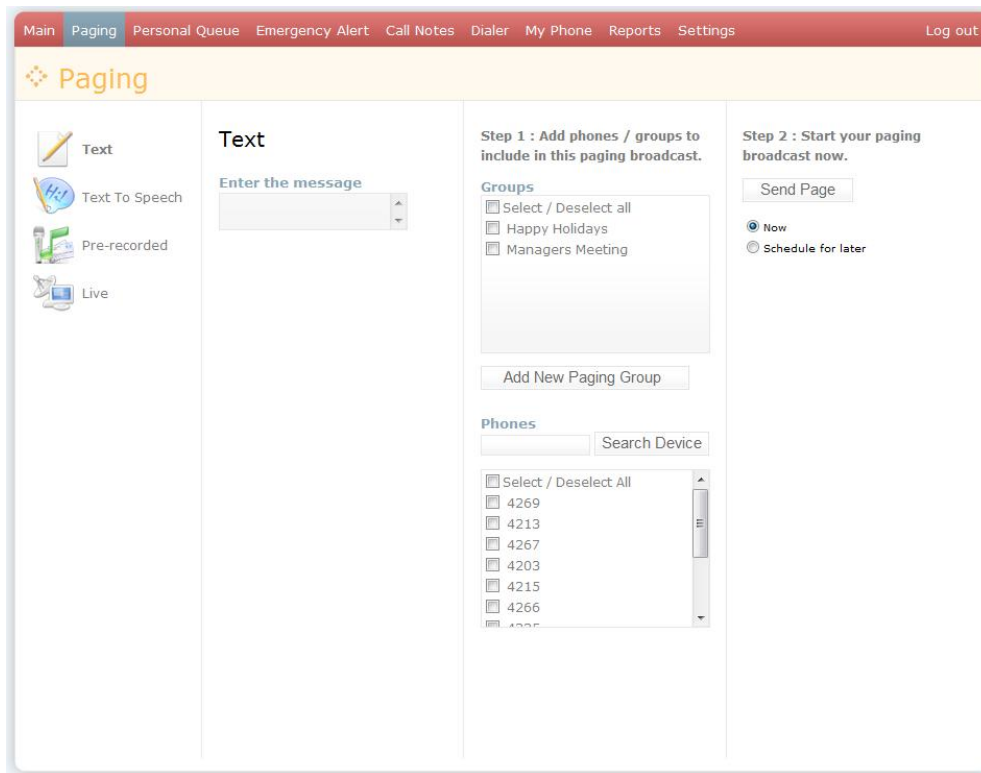 Main Paging Personal Queue Emergency Alert Call Notes Dialer My Phone Reports Settings Log out
Paging
Text
Text To Speech
Pre-recorded
Live
Text
Enter the message
Step 1 : Add phones / groups to
include in this paging broadcast.
Groups
Select / Deselect all
Happy Holidays
Managers Meeting
Add New Paging Group
Phones
Search Device
Select / Deselect All
4269
4213
4267
4203
4215
4266
Step 2 : Start your paging
broadcast now.
Send Page
Now
Schedule for later